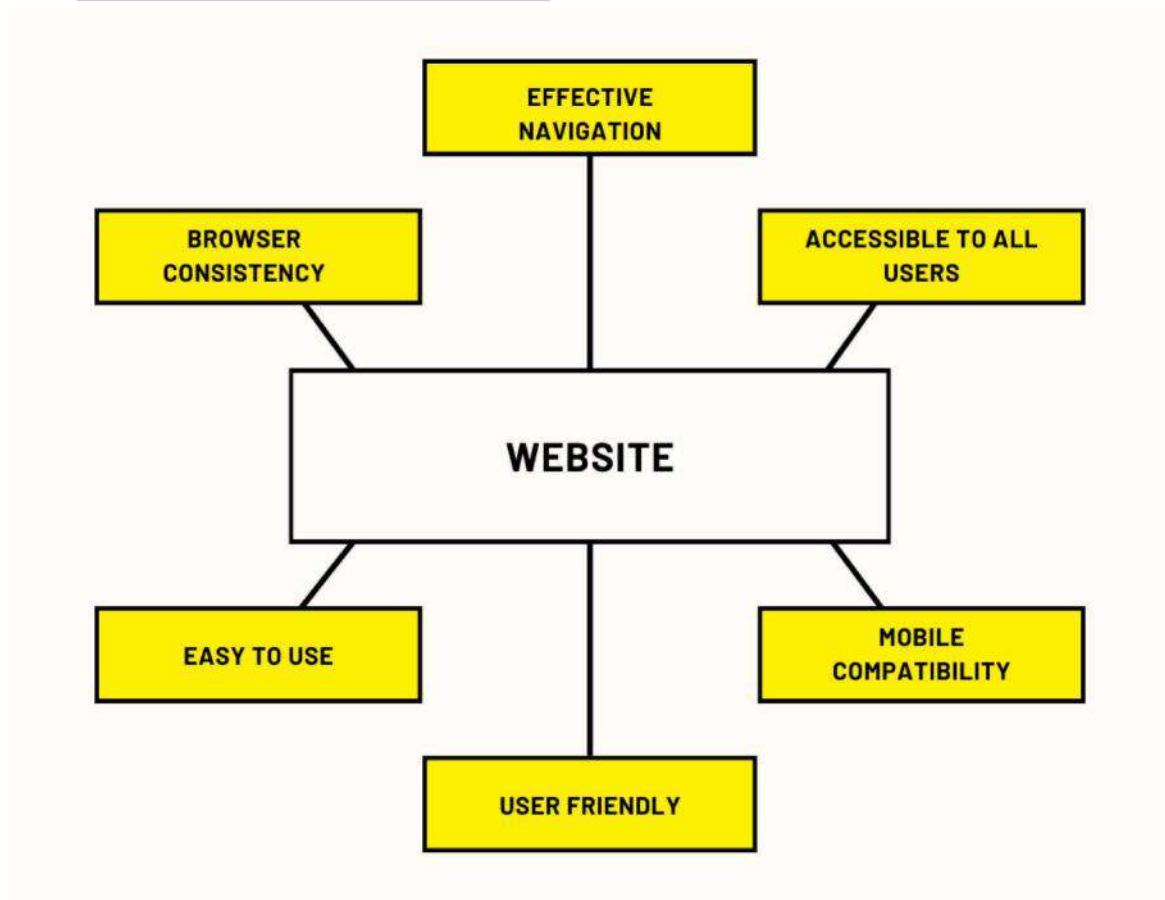 EFFECTIVE
NAVIGATION
BROWSER
CONSISTENCY
ACCESSIBLE TO ALL
USERS
WEBSITE
EASY TO USE
MOBILE
COMPATIBILITY
USER FRIENDLY